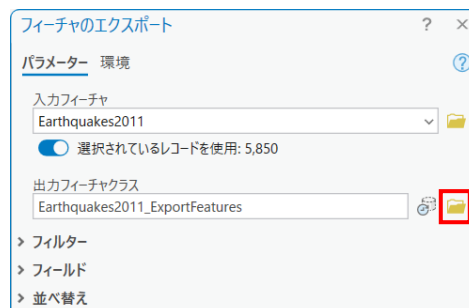 フィーチャのエクスポート ? ×
パラメーター 環境 ?
入力フィーチャ
Earthquakes2011
選択されているレコードを使用: 5,850
出力フィーチャクラス
Earthquakes2011_ExportFeatures
> フィルター
> フィールド
> 並べ替え